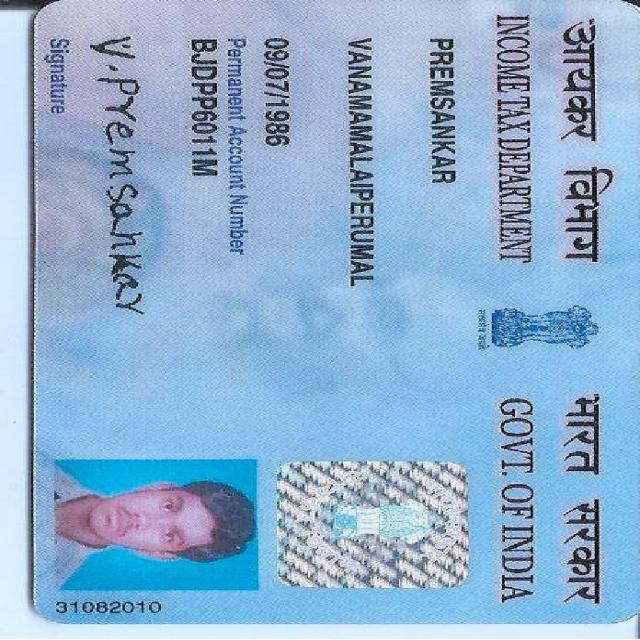 आयकर विभाग
INCOME TAX DEPARTMENT
भारत सरकार
GOVT. OF INDIA
सत्यमेव जयते
PREMSANKAR
VANAMAMALAIPERUMAL
09/07/1986
Permanent Account Number
BJDPP6011M
V. Premsankar
Signature
31082010